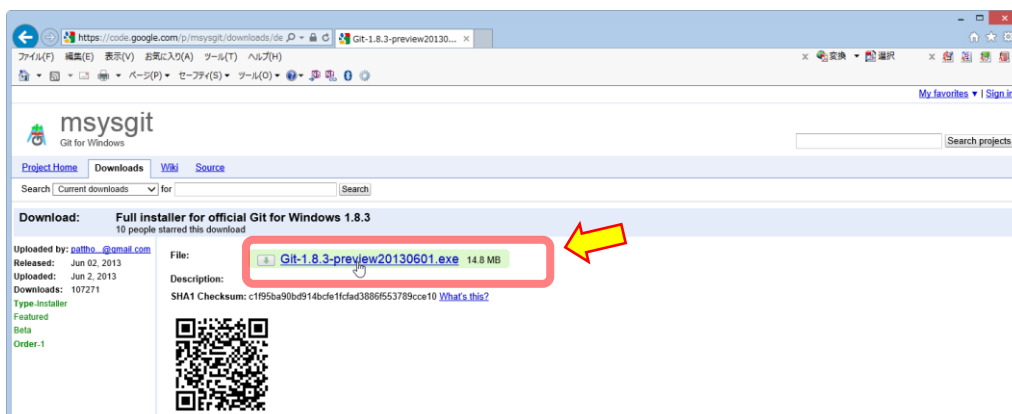 https://code.google.com/p/msysgit/downloads/de
Git-1.8.3-preview20130...
ファイル(F) 編集(E) 表示(V) お気に入り(A) ツール(T) ヘルプ(H)
変換 選択
ページ(P) セーフティ(S) ツール(O)
My favorites ▼ | Sign in
msysgit
Git for Windows
Search projects
Project Home Downloads Wiki Source
Search Current downloads for Search
Download: Full installer for official Git for Windows 1.8.3
10 people starred this download
Uploaded by: pattho...@gmail.com
Released: Jun 02, 2013
Uploaded: Jun 2, 2013
Downloads: 107271
Type-Installer
Featured
Beta
Order-1
File: Git-1.8.3-preview20130601.exe 14.8 MB
Description:
SHA1 Checksum: c1f95ba90bd914bcfe1fcfad3886f553789cce10 What's this?